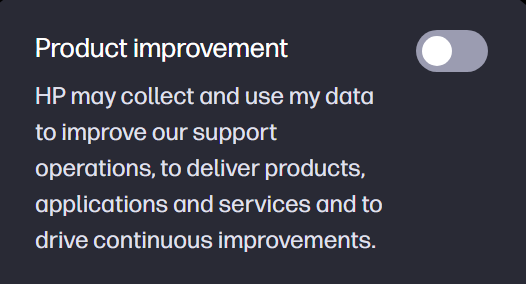 Product improvement
HP may collect and use my data
to improve our support
operations, to deliver products,
applications and services and to
drive continuous improvements.